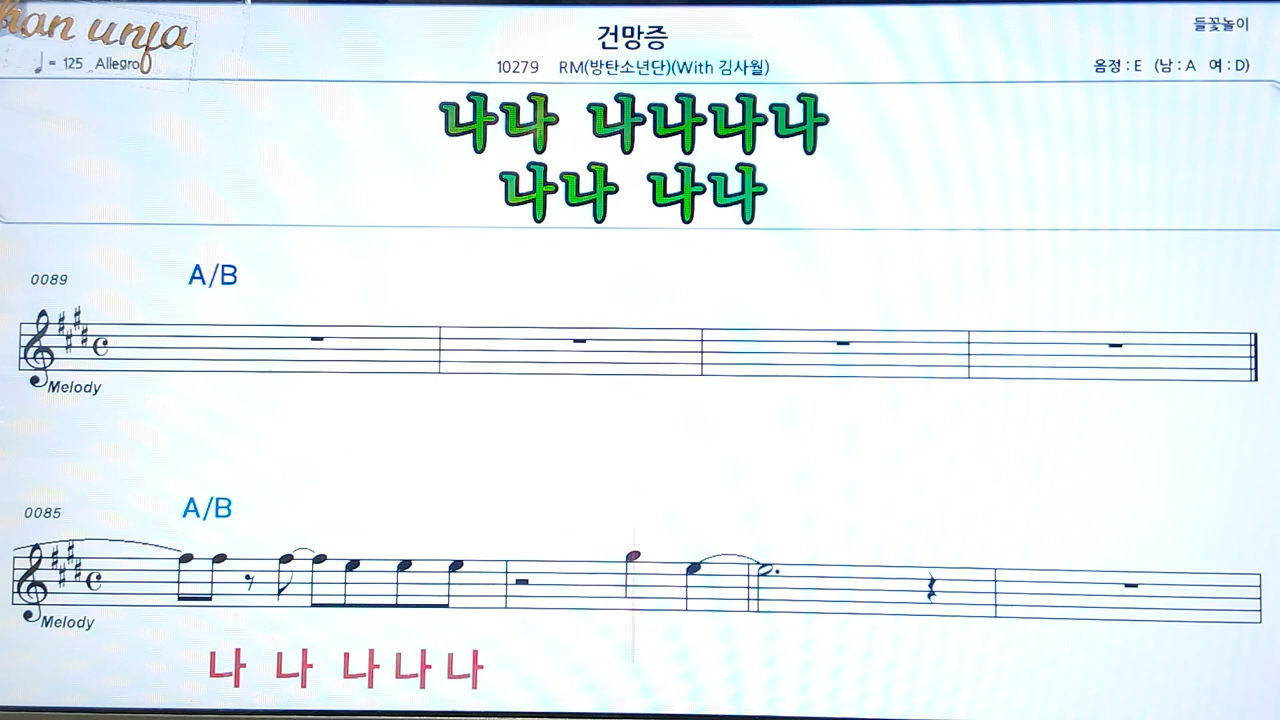 han unja
♩ = 125 Allegro
건망증
10279 RM(방탄소년단)(With 김사월)
들꽃놀이
음정 : E (남 : A 여 : D)
나나 나나나나
나나 나나
0089 A/B
Melody
0085 A/B
Melody
나 나 나 나 나